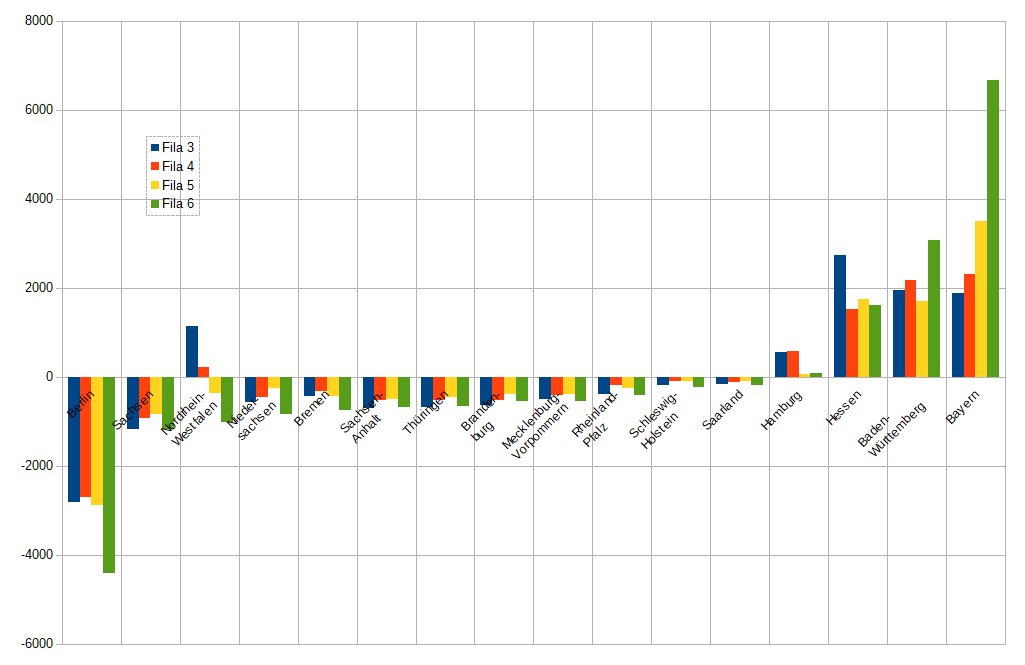 8000
6000
4000
2000
0
-2000
-4000
-6000
Fila 3
Fila 4
Fila 5
Fila 6
Berlin
Sachsen
Nordrhein-
Westfalen
Nieder-
sachsen
Bremen
Sachsen-
Anhalt
Thüringen
Branden-
burg
Mecklenburg-
Vorpommern
Rheinland-
Pfalz
Schleswig-
Holstein
Saarland
Hamburg
Hessen
Baden-
Württemberg
Bayern